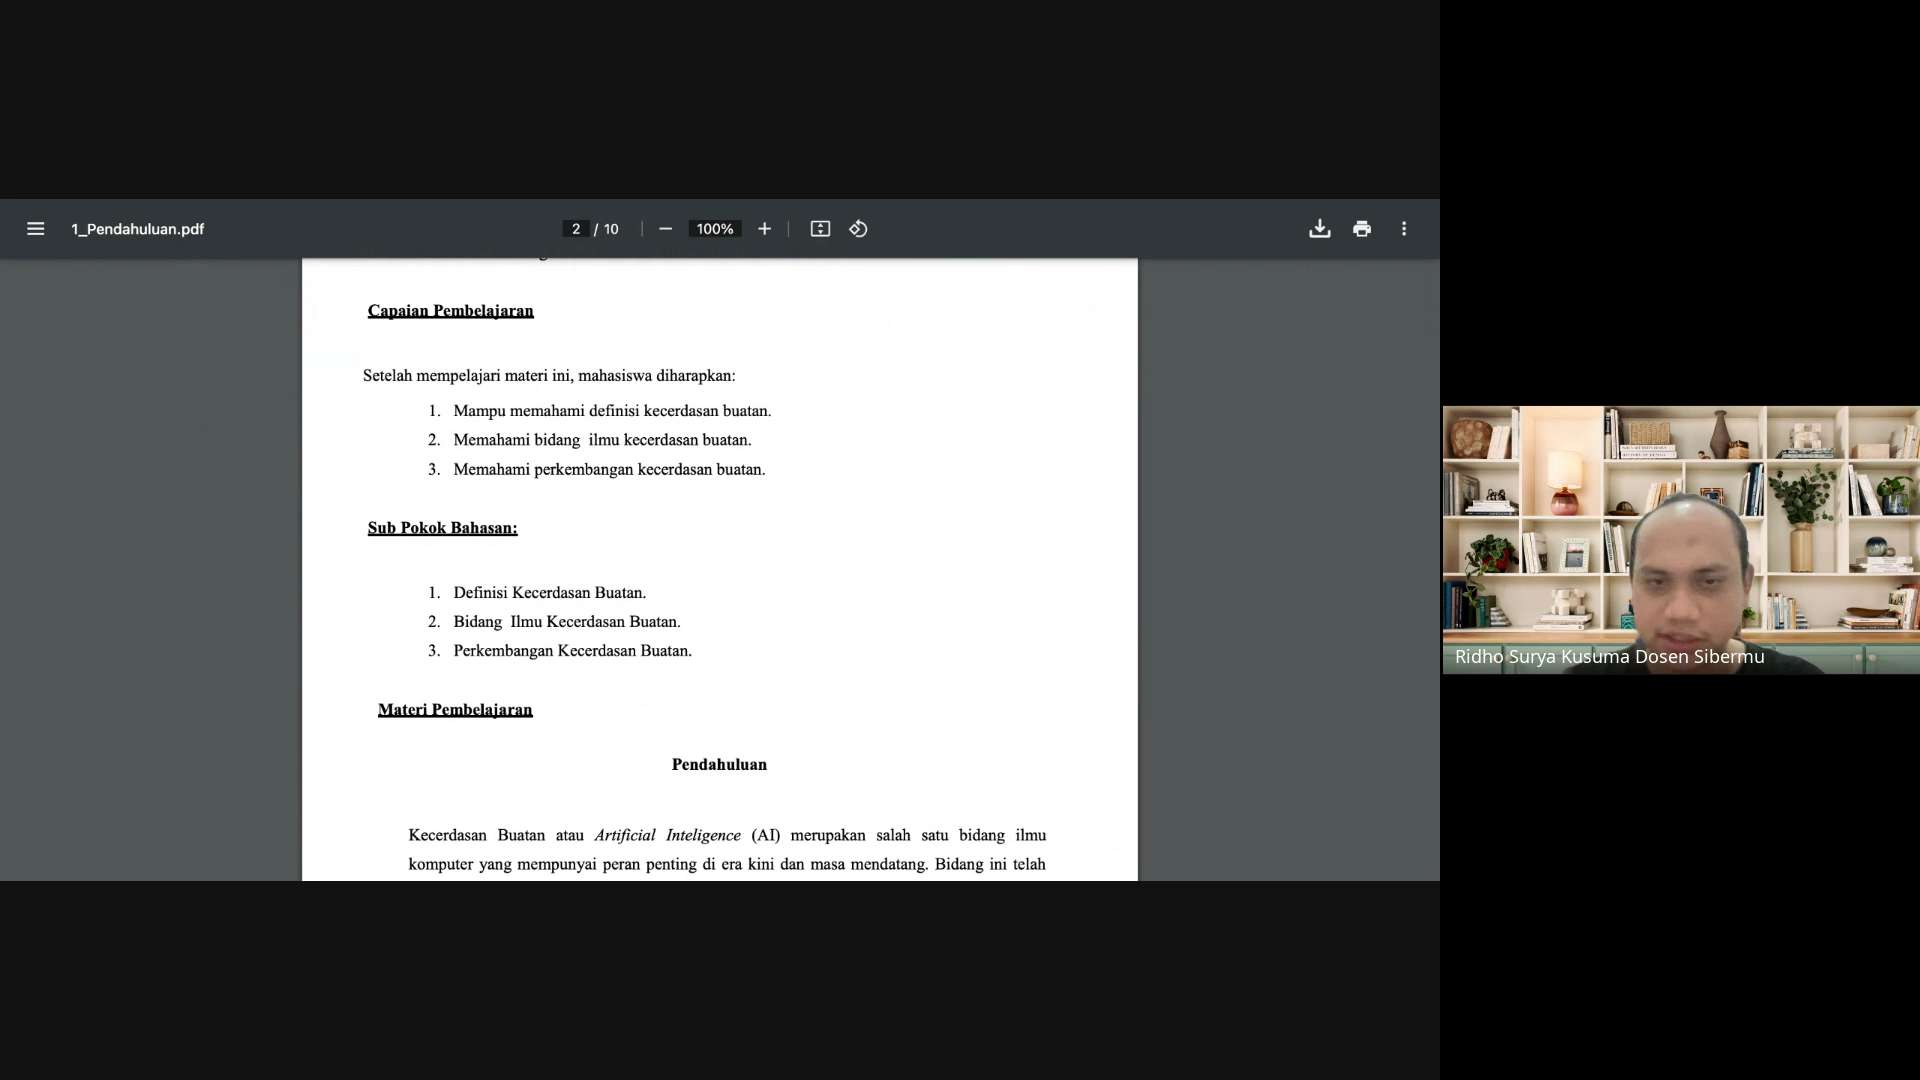 1_Pendahuluan.pdf
2 / 10
100%
Capaian Pembelajaran
Setelah mempelajari materi ini, mahasiswa diharapkan:
1. Mampu memahami definisi kecerdasan buatan.
2. Memahami bidang ilmu kecerdasan buatan.
3. Memahami perkembangan kecerdasan buatan.
Sub Pokok Bahasan:
1. Definisi Kecerdasan Buatan.
2. Bidang Ilmu Kecerdasan Buatan.
3. Perkembangan Kecerdasan Buatan.
Materi Pembelajaran
Pendahuluan
Kecerdasan Buatan atau Artificial Inteligence (AI) merupakan salah satu bidang ilmu
komputer yang mempunyai peran penting di era kini dan masa mendatang. Bidang ini telah
Ridho Surya Kusuma Dosen Sibermu